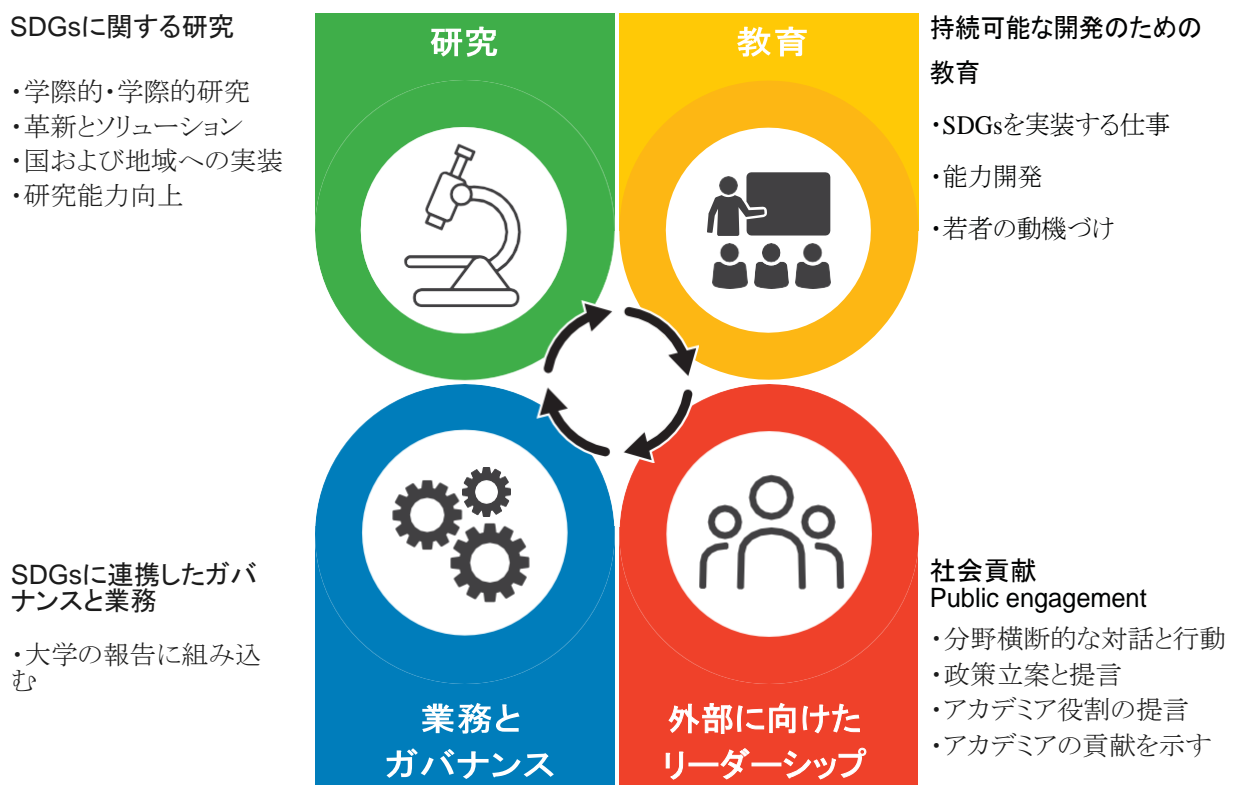 SDGsに関する研究
・学際的・学際的研究
・革新とソリューション
・国および地域への実装
・研究能力向上
研究
教育
持続可能な開発のための
教育
・SDGsを実装する仕事
・能力開発
・若者の動機づけ
SDGsに連携したガバ
ナンスと業務
・大学の報告に組み込
む
業務と
ガバナンス
外部に向けた
リーダーシップ
社会貢献
Public engagement
・分野横断的な対話と行動
・政策立案と提言
・アカデミア役割の提言
・アカデミアの貢献を示す